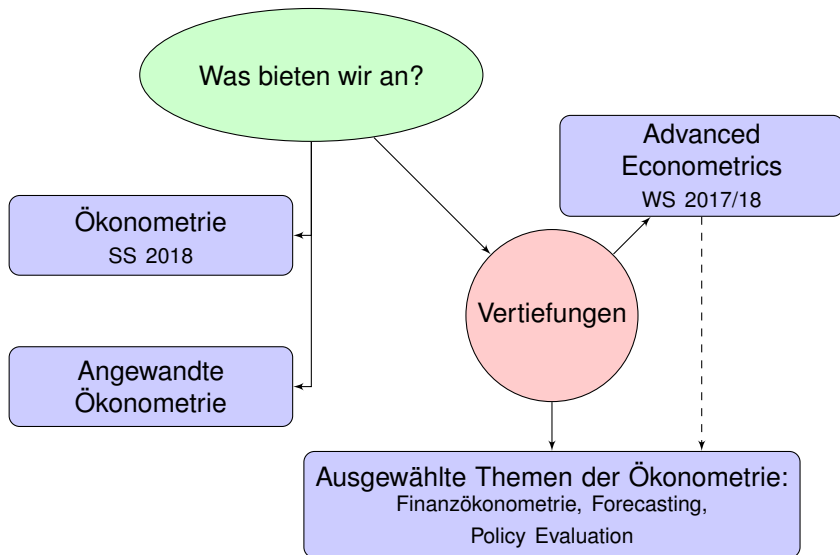 Was bieten wir an?
Advanced
Econometrics
WS 2017/18
Ökonometrie
SS 2018
Vertiefungen
Angewandte
Ökonometrie
Ausgewählte Themen der Ökonometrie:
Finanzökonometrie, Forecasting,
Policy Evaluation